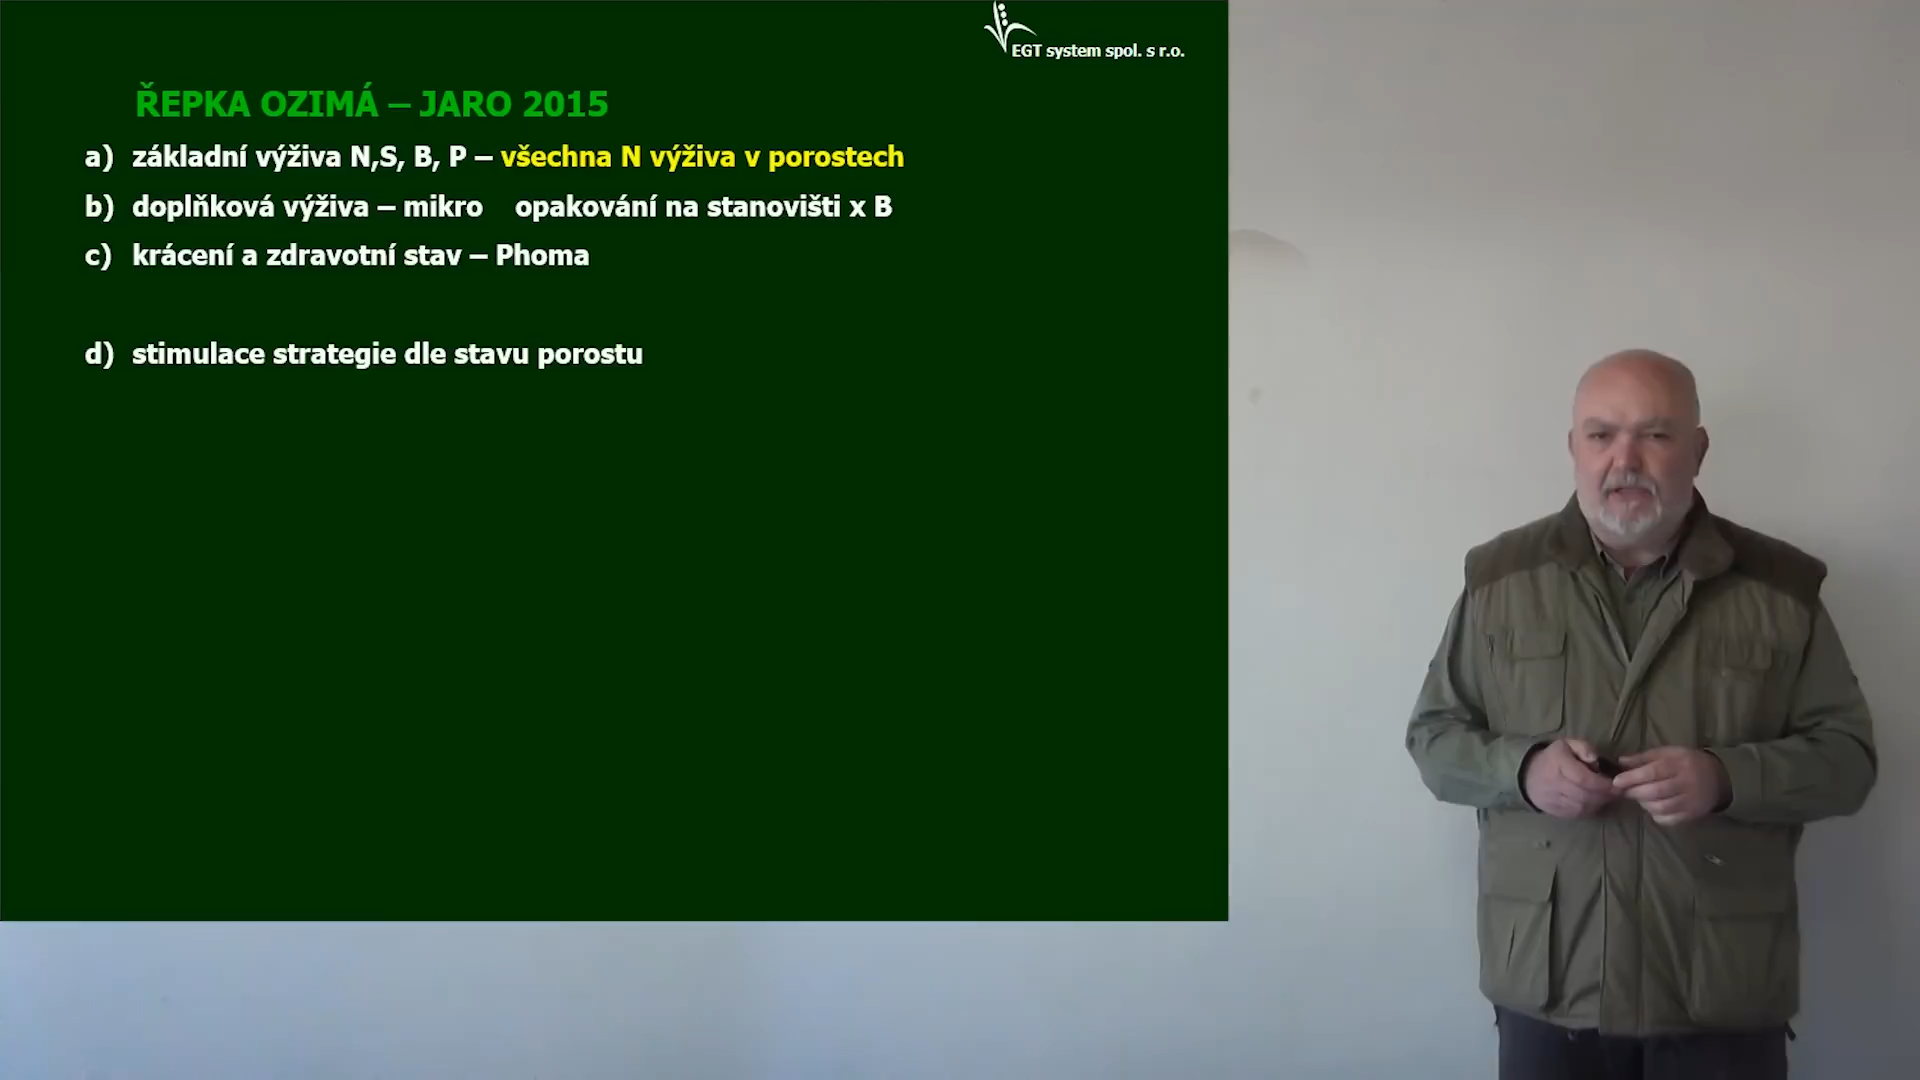 EGT system spol. s r.o.
ŘEPKA OZIMÁ – JARO 2015
a) základní výživa N,S, B, P – všechna N výživa v porostech
b) doplňková výživa – mikro opakování na stanovišti x B
c) krácení a zdravotní stav – Phoma
d) stimulace strategie dle stavu porostu